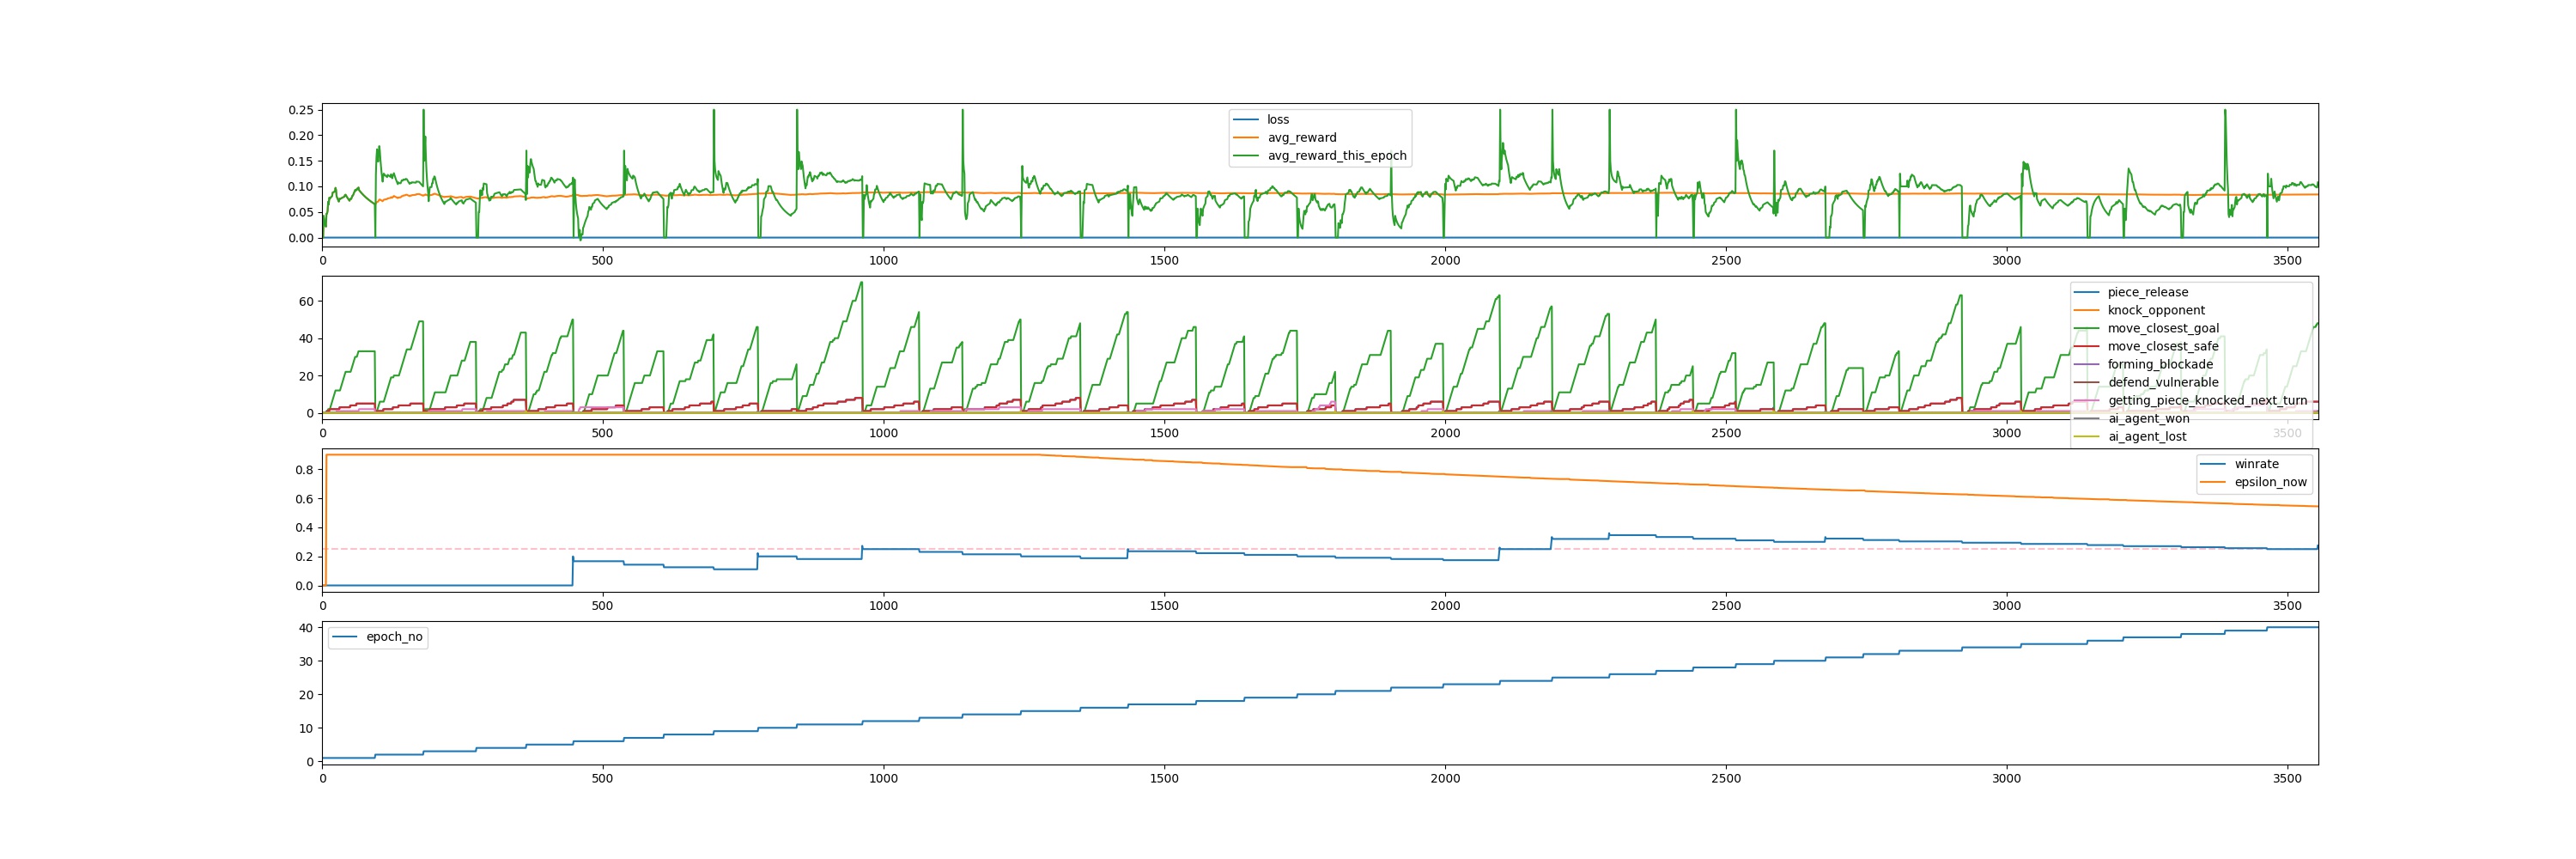 0.25
0.20
0.15
0.10
0.05
0.00
loss
avg_reward
avg_reward_this_epoch
0 500 1000 1500 2000 2500 3000 3500
60
40
20
0
piece_release
knock_opponent
move_closest_goal
move_closest_safe
forming_blockade
defend_vulnerable
getting_piece_knocked_next_turn
ai_agent_won
ai_agent_lost
0 500 1000 1500 2000 2500 3000 3500
0.8
0.6
0.4
0.2
0.0
winrate
epsilon_now
0 500 1000 1500 2000 2500 3000 3500
40
30
20
10
0
epoch_no
0 500 1000 1500 2000 2500 3000 3500